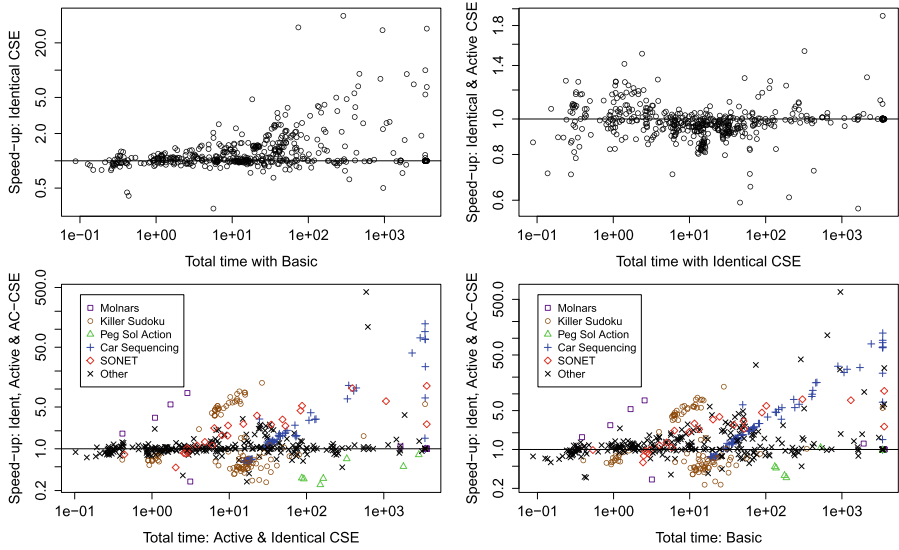 Speed-up: Identical CSE
20.0
5.0
2.0
1.0
0.5
1e−01 1e+00 1e+01 1e+02 1e+03
Total time with Basic
Speed-up: Identical & Active CSE
1.8
1.4
1.0
0.8
0.6
1e−01 1e+00 1e+01 1e+02 1e+03
Total time with Identical CSE
Speed-up: Ident, Active & AC−CSE
500.0
50.0
5.0
1.0
0.2
Molnars
Killer Sudoku
Peg Sol Action
Car Sequencing
SONET
Other
1e−01 1e+00 1e+01 1e+02 1e+03
Total time: Active & Identical CSE
Speed-up: Ident, Active & AC−CSE
500.0
50.0
5.0
1.0
0.2
Molnars
Killer Sudoku
Peg Sol Action
Car Sequencing
SONET
Other
1e−01 1e+00 1e+01 1e+02 1e+03
Total time: Basic